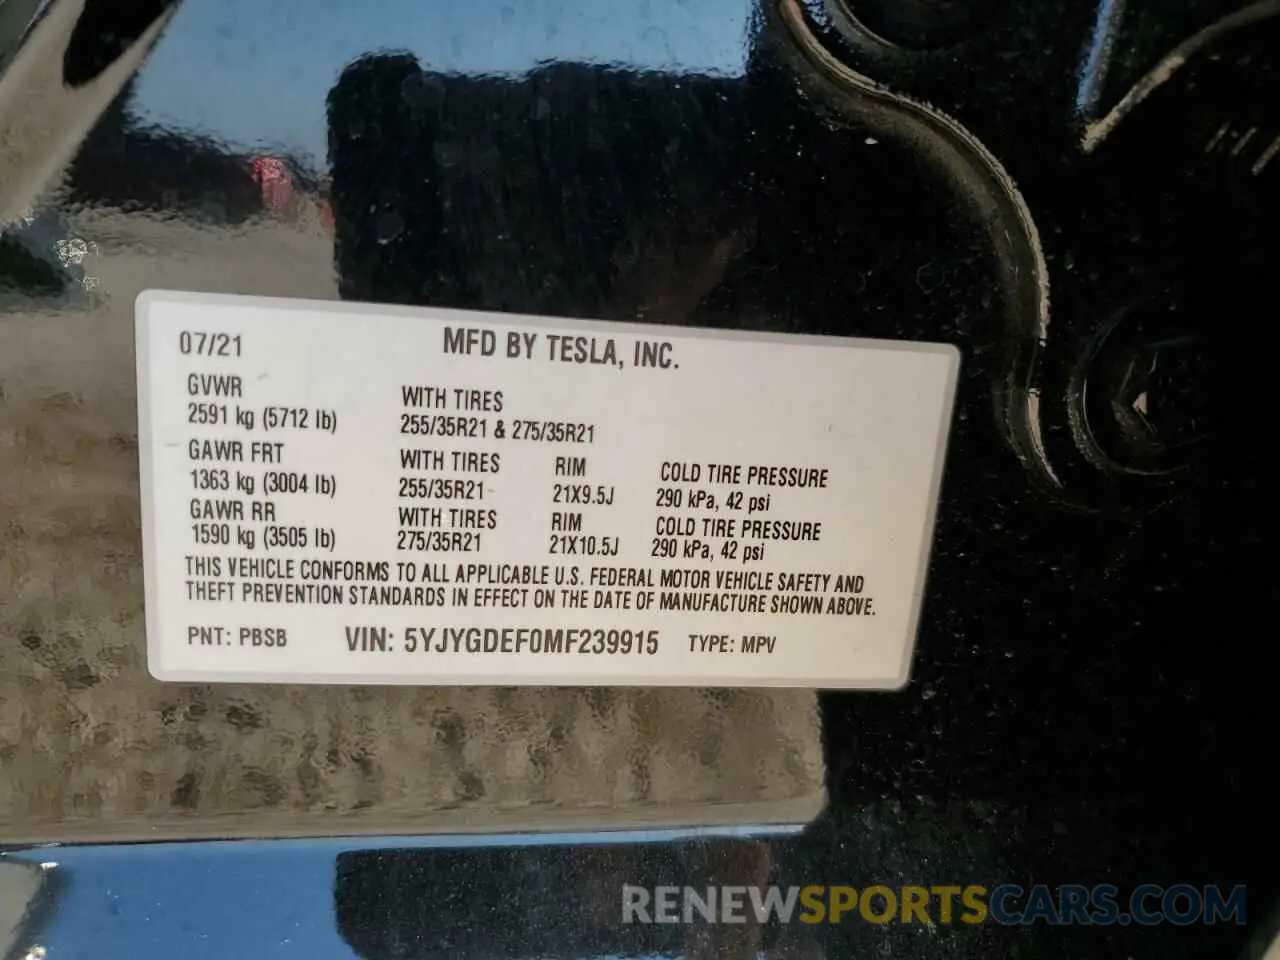 07/21 MFD BY TESLA, INC.
GVWR WITH TIRES
2591 kg (5712 lb) 255/35R21 & 275/35R21
GAWR FRT WITH TIRES RIM COLD TIRE PRESSURE
1363 kg (3004 lb) 255/35R21 21X9.5J 290 kPa, 42 psi
GAWR RR WITH TIRES RIM COLD TIRE PRESSURE
1590 kg (3505 lb) 275/35R21 21X10.5J 290 kPa, 42 psi
THIS VEHICLE CONFORMS TO ALL APPLICABLE U.S. FEDERAL MOTOR VEHICLE SAFETY AND
THEFT PREVENTION STANDARDS IN EFFECT ON THE DATE OF MANUFACTURE SHOWN ABOVE.
PNT: PBSB VIN: 5YJYGDEF0MF239915 TYPE: MPV
RENEWSPORTSCARS.COM